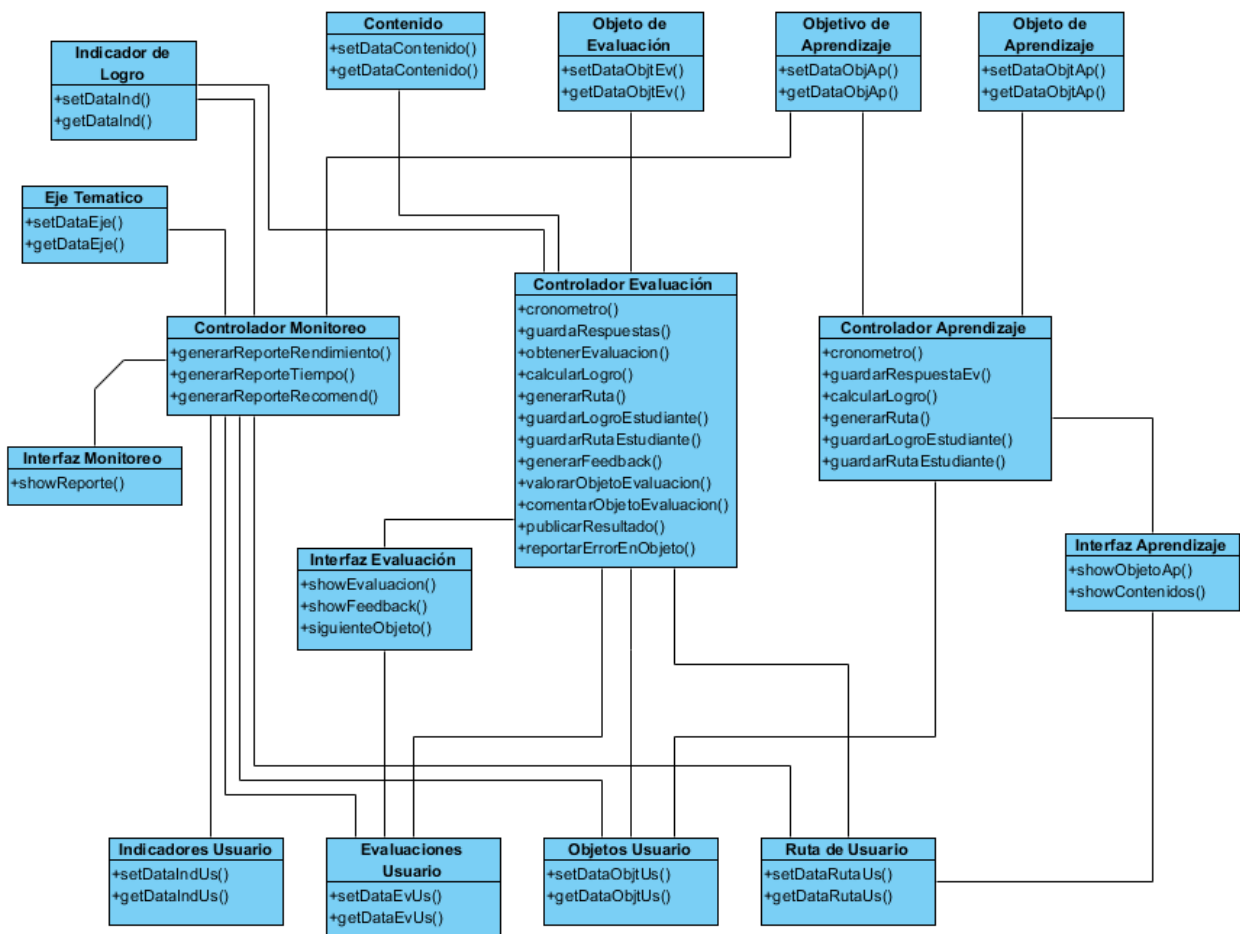 Indicador de
Logro
+setDataInd()
+getDataInd()
Contenido
+setDataContenido()
+getDataContenido()
Objeto de
Evaluación
+setDataObjtEv()
+getDataObjtEv()
Objetivo de
Aprendizaje
+setDataObjAp()
+getDataObjAp()
Objeto de
Aprendizaje
+setDataObjtAp()
+getDataObjtAp()
Eje Tematico
+setDataEje()
+getDataEje()
Controlador Monitoreo
+generarReporteRendimiento()
+generarReporteTiempo()
+generarReporteRecomend()
Controlador Evaluación
+cronometro()
+guardaRespuestas()
+obtenerEvaluacion()
+calcularLogro()
+generarRuta()
+guardarLogroEstudiante()
+guardarRutaEstudiante()
+generarFeedback()
+valorarObjetoEvaluacion()
+comentarObjetoEvaluacion()
+publicarResultado()
+reportarErrorEnObjeto()
Controlador Aprendizaje
+cronometro()
+guardarRespuestaEv()
+calcularLogro()
+generarRuta()
+guardarLogroEstudiante()
+guardarRutaEstudiante()
Interfaz Monitoreo
+showReporte()
Interfaz Evaluación
+showEvaluacion()
+showFeedback()
+siguienteObjeto()
Interfaz Aprendizaje
+showObjetoAp()
+showContenidos()
Indicadores Usuario
+setDataIndUs()
+getDataIndUs()
Evaluaciones
Usuario
+setDataEvUs()
+getDataEvUs()
Objetos Usuario
+setDataObjtUs()
+getDataObjtUs()
Ruta de Usuario
+setDataRutaUs()
+getDataRutaUs()